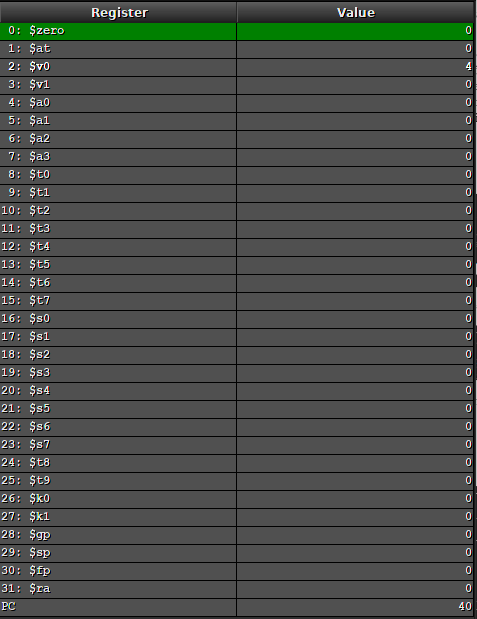 Register Value
0: $zero 0
1: $at 0
2: $v0 4
3: $v1 0
4: $a0 0
5: $a1 0
6: $a2 0
7: $a3 0
8: $t0 0
9: $t1 0
10: $t2 0
11: $t3 0
12: $t4 0
13: $t5 0
14: $t6 0
15: $t7 0
16: $s0 0
17: $s1 0
18: $s2 0
19: $s3 0
20: $s4 0
21: $s5 0
22: $s6 0
23: $s7 0
24: $t8 0
25: $t9 0
26: $k0 0
27: $k1 0
28: $gp 0
29: $sp 0
30: $fp 0
31: $ra 0
PC 40